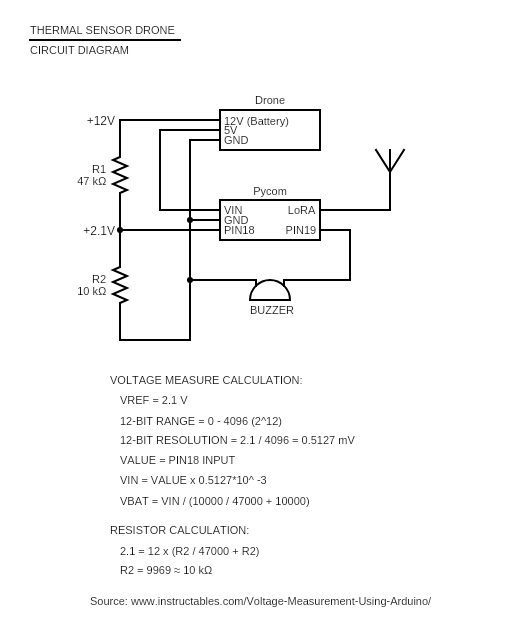 THERMAL SENSOR DRONE
CIRCUIT DIAGRAM
Drone
+12V
12V (Battery)
5V
GND
R1
47 kΩ
Pycom
VIN
LoRA
GND
+2.1V
PIN18
PIN19
R2
10 kΩ
BUZZER
VOLTAGE MEASURE CALCULATION:
VREF = 2.1 V
12-BIT RANGE = 0 - 4096 (2^12)
12-BIT RESOLUTION = 2.1 / 4096 = 0.5127 mV
VALUE = PIN18 INPUT
VIN = VALUE x 0.5127*10^ -3
VBAT = VIN / (10000 / 47000 + 10000)
RESISTOR CALCULATION:
2.1 = 12 x (R2 / 47000 + R2)
R2 = 9969 ≈ 10 kΩ
Source: www.instructables.com/Voltage-Measurement-Using-Arduino/